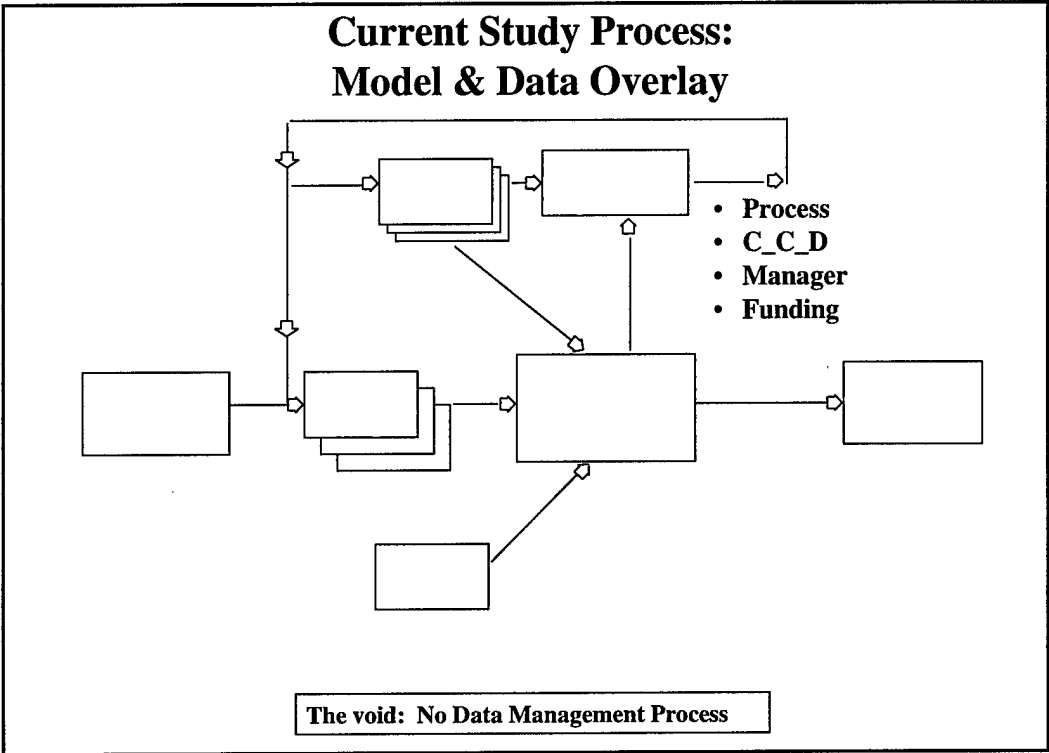 Current Study Process:
Model & Data Overlay
• Process
• C_C_D
• Manager
• Funding
The void: No Data Management Process